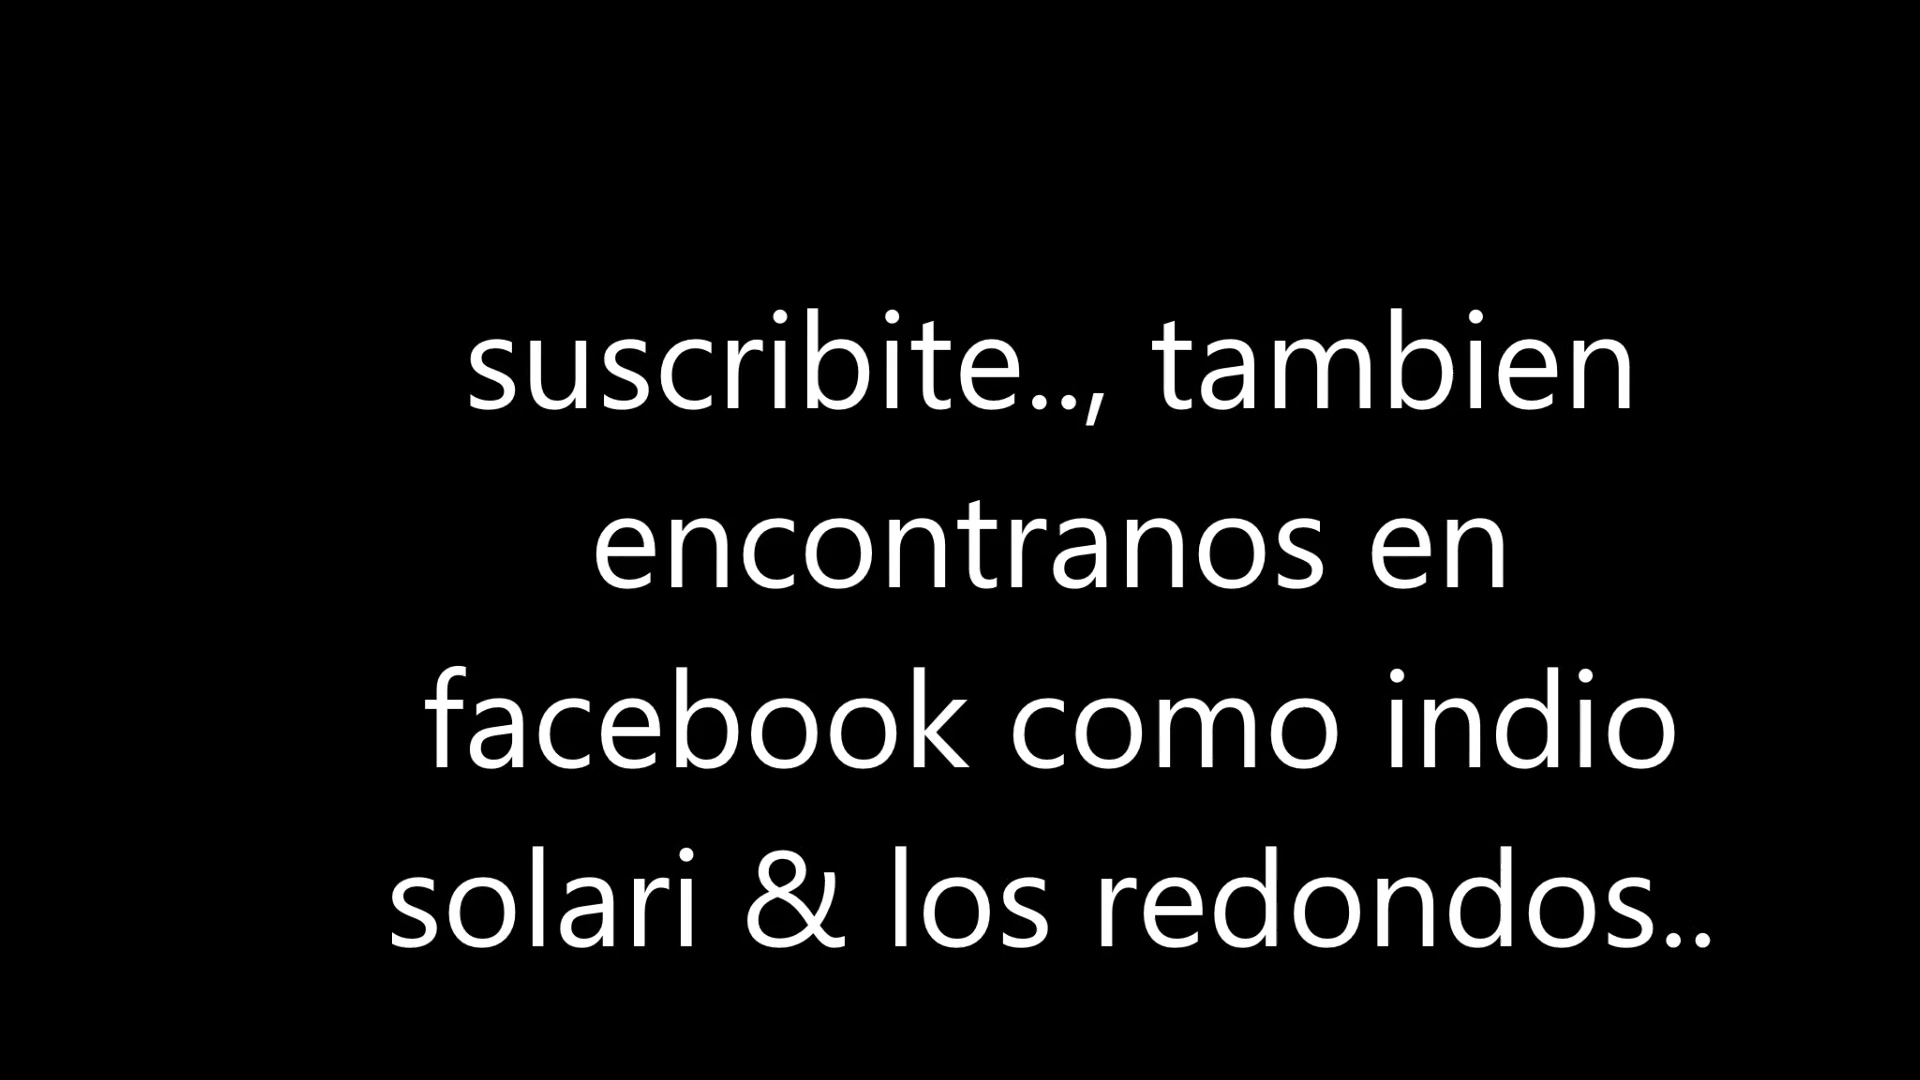 suscribite.., tambien
encontranos en
facebook como indio
solari & los redondos..